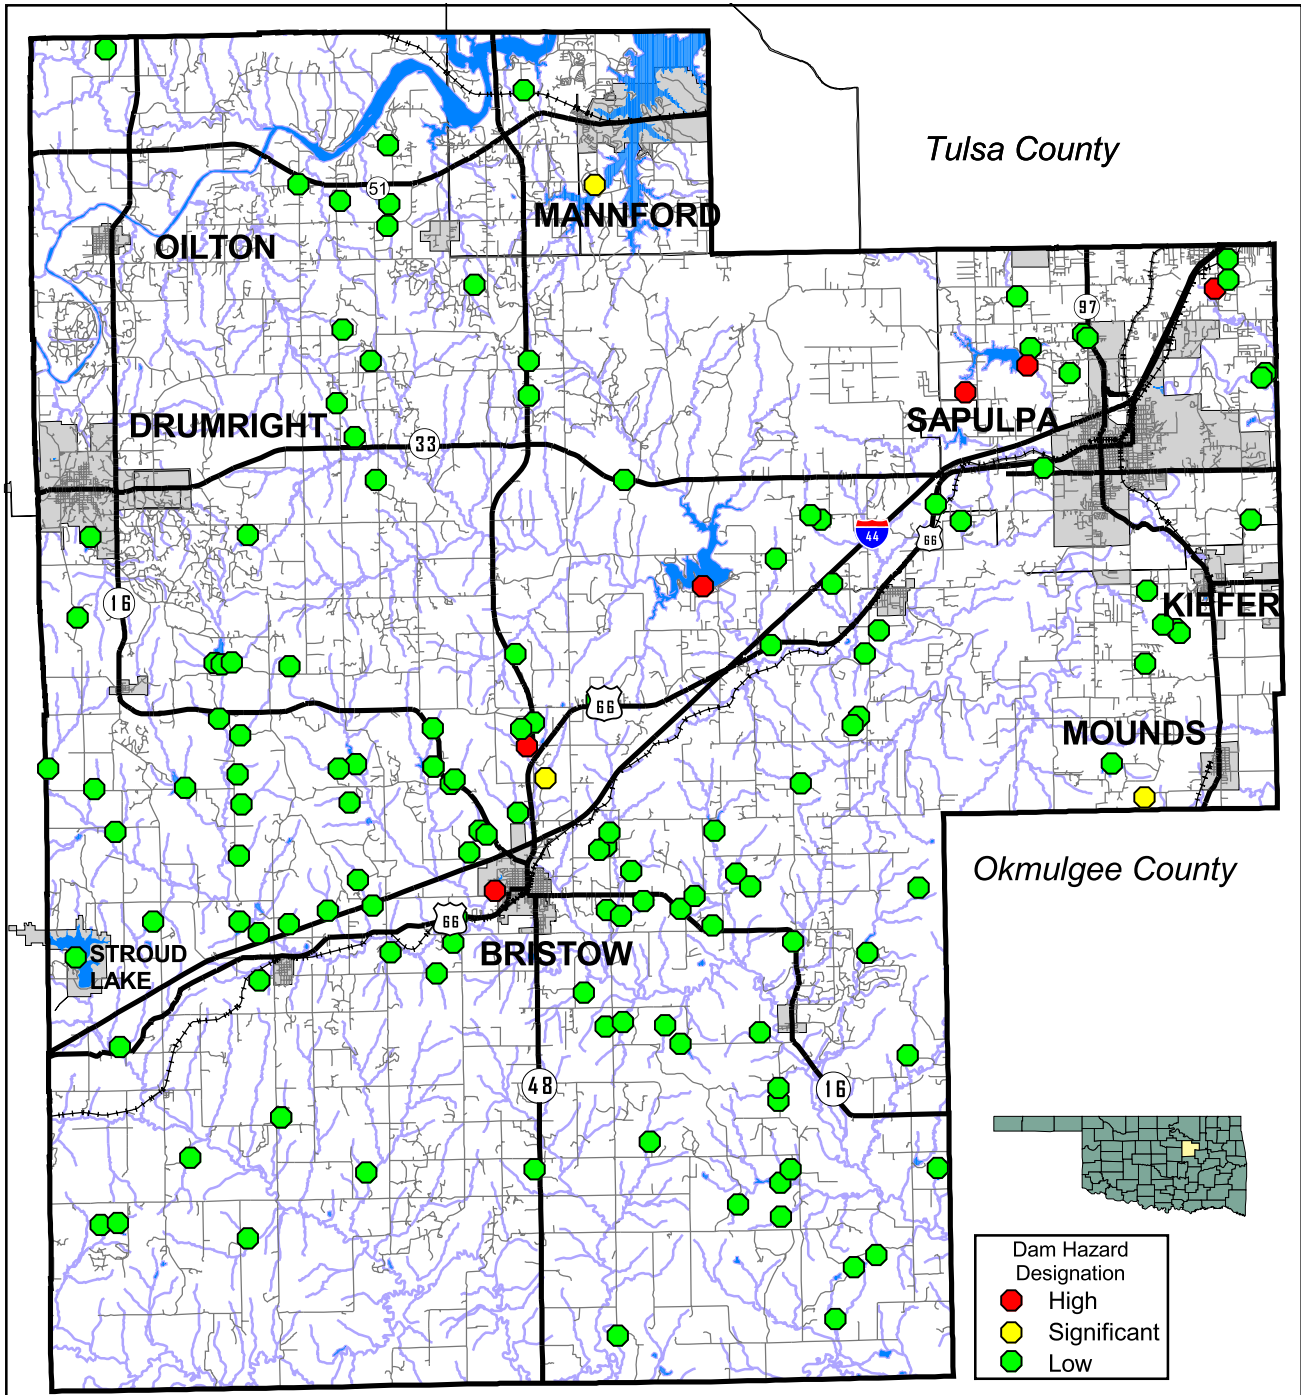 Tulsa County
51
MANNFORD
OILTON
97
DRUMRIGHT
33
SAPULPA
44
66
16
KIEFER
66
MOUNDS
Okmulgee County
66
BRISTOW
STROUD
LAKE
48
16
Dam Hazard
Designation
High
Significant
Low